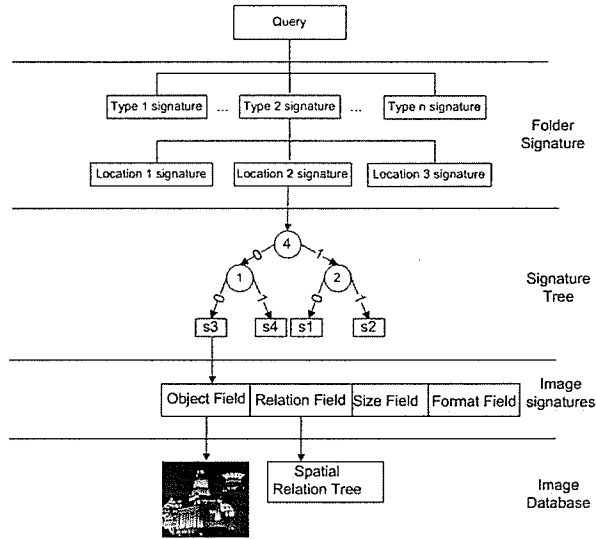 Query
Type 1 signature ... Type 2 signature ... Type n signature
Folder
Signature
Location 1 signature Location 2 signature Location 3 signature
4
0 1
1 2
0 1 0 1
s3 s4 s1 s2
Signature
Tree
Object Field Relation Field Size Field Format Field
Image
signatures
Spatial
Relation Tree
Image
Database